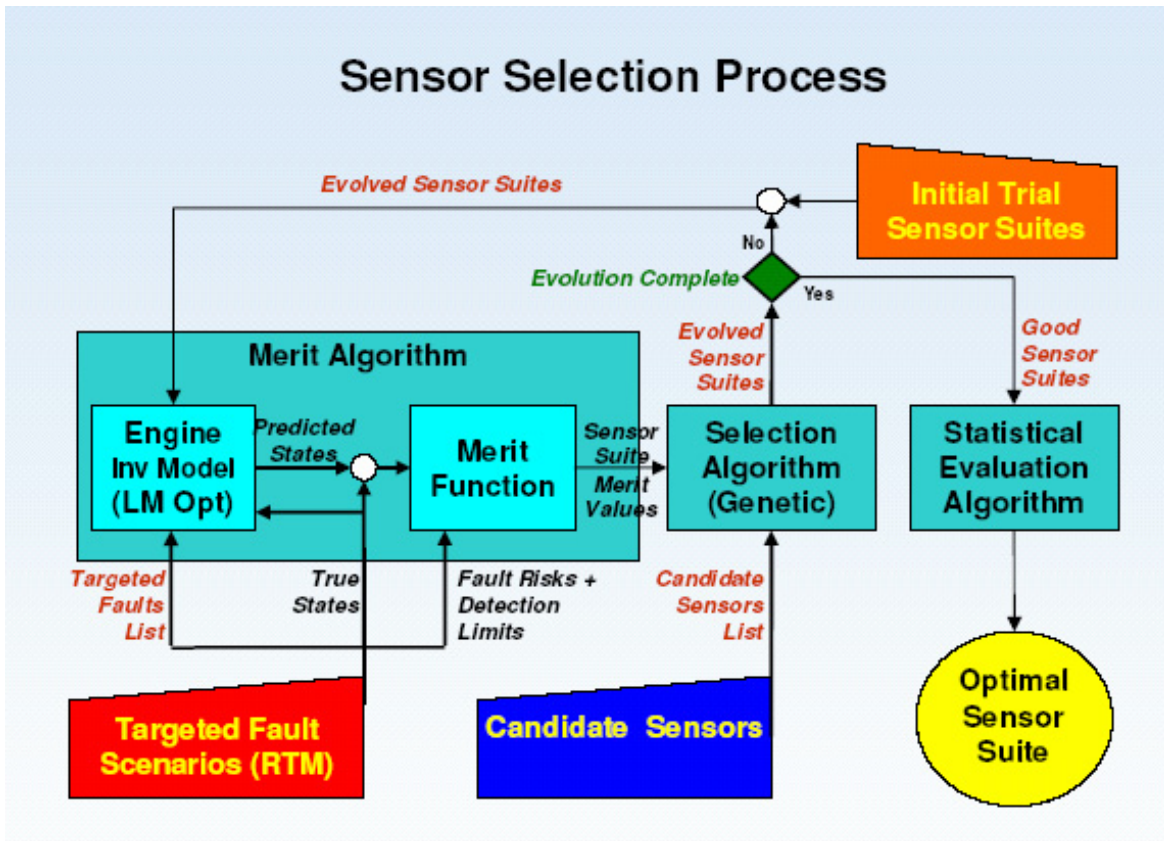 Sensor Selection Process
Evolved Sensor Suites
Initial Trial
Sensor Suites
No
Evolution Complete
Yes
Evolved
Sensor
Suites
Good
Sensor
Suites
Merit Algorithm
Engine
Inv Model
(LM Opt)
Predicted
States
Merit
Function
Sensor
Suite
Merit
Values
Selection
Algorithm
(Genetic)
Statistical
Evaluation
Algorithm
Targeted
Faults
List
True
States
Fault Risks +
Detection
Limits
Candidate
Sensors
List
Targeted Fault
Scenarios (RTM)
Candidate Sensors
Optimal
Sensor
Suite